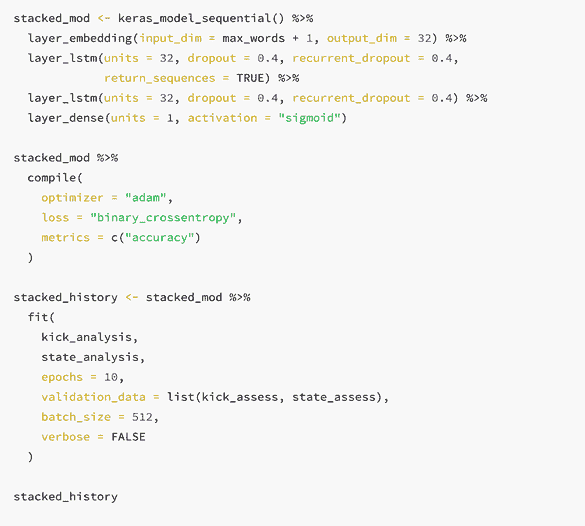 stacked_mod <- keras_model_sequential() %>%
  layer_embedding(input_dim = max_words + 1, output_dim = 32) %>%
  layer_lstm(units = 32, dropout = 0.4, recurrent_dropout = 0.4,
             return_sequences = TRUE) %>%
  layer_lstm(units = 32, dropout = 0.4, recurrent_dropout = 0.4) %>%
  layer_dense(units = 1, activation = "sigmoid")

stacked_mod %>%
  compile(
    optimizer = "adam",
    loss = "binary_crossentropy",
    metrics = c("accuracy")
  )

stacked_history <- stacked_mod %>%
  fit(
    kick_analysis,
    state_analysis,
    epochs = 10,
    validation_data = list(kick_assess, state_assess),
    batch_size = 512,
    verbose = FALSE
  )

stacked_history